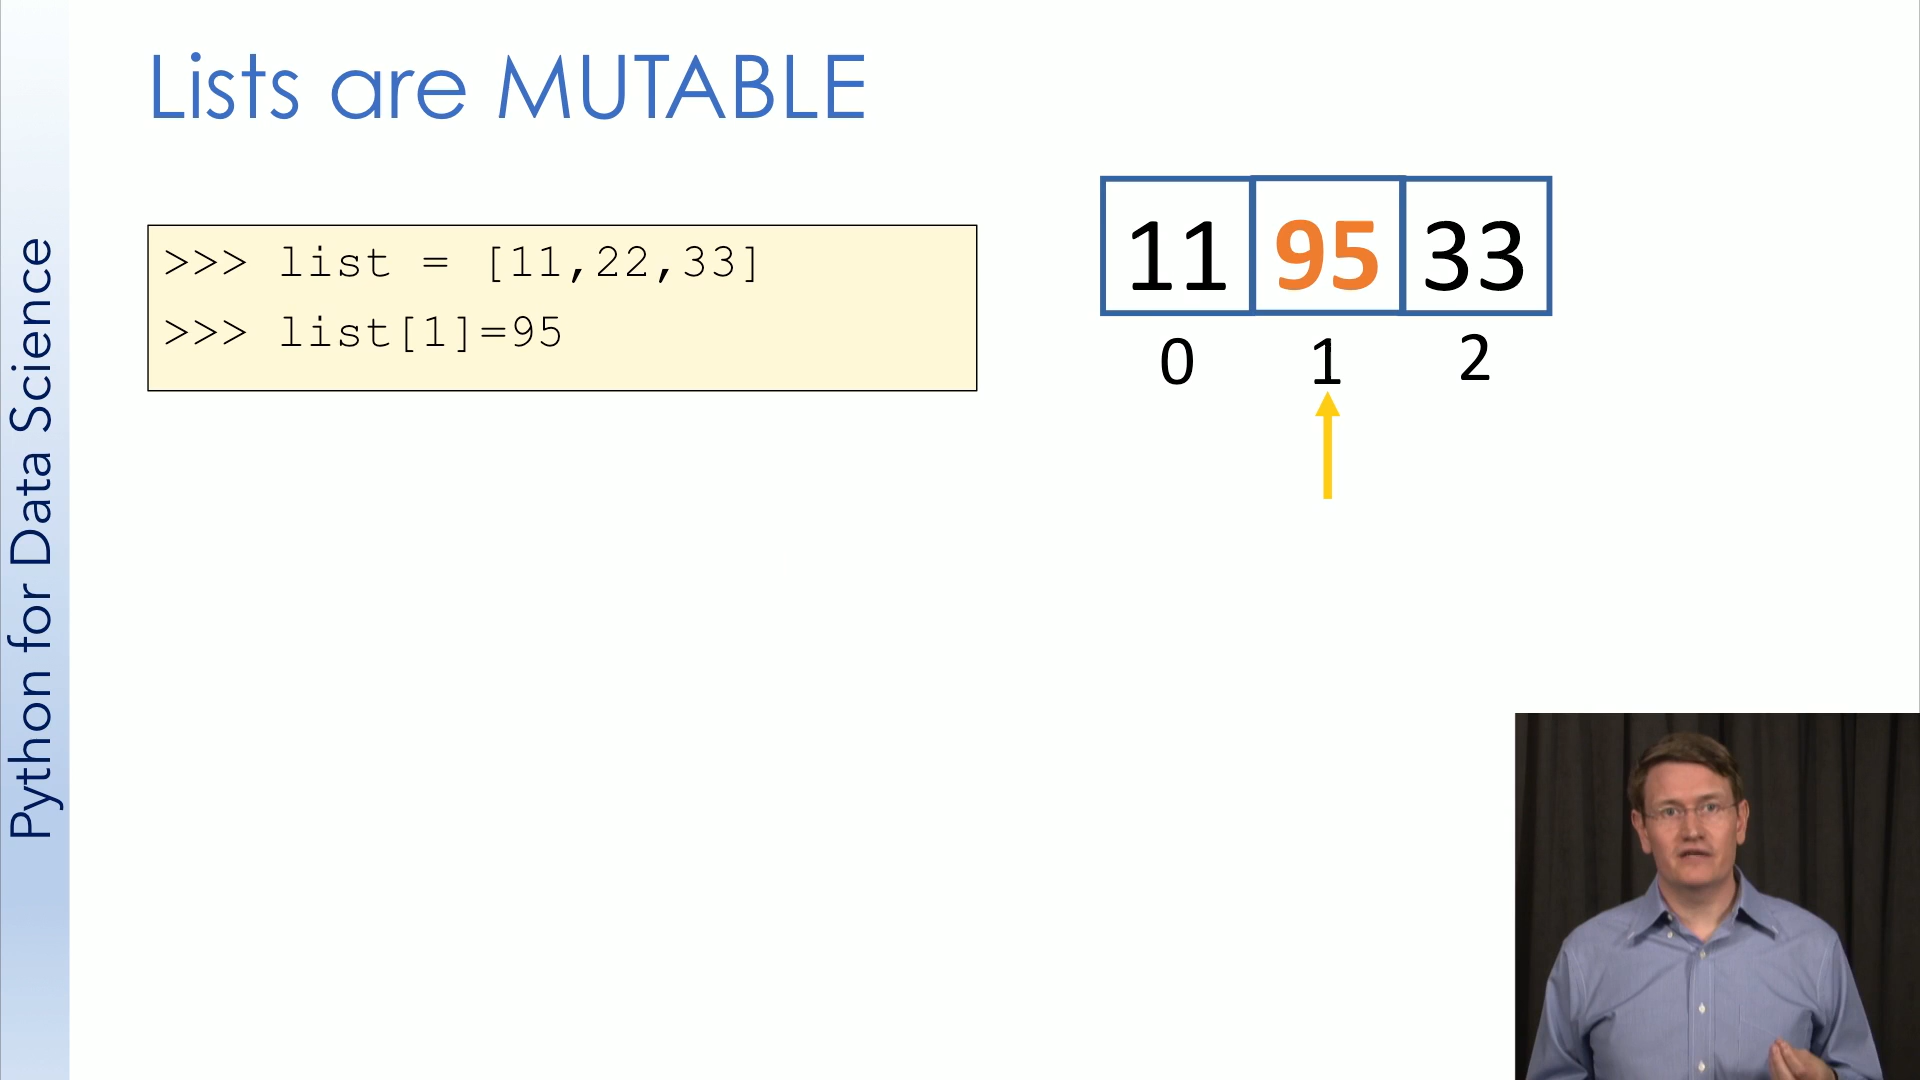 Lists are MUTABLE
>>> list = [11,22,33]
>>> list[1]=95
11 95 33
0 1 2
Python for Data Science